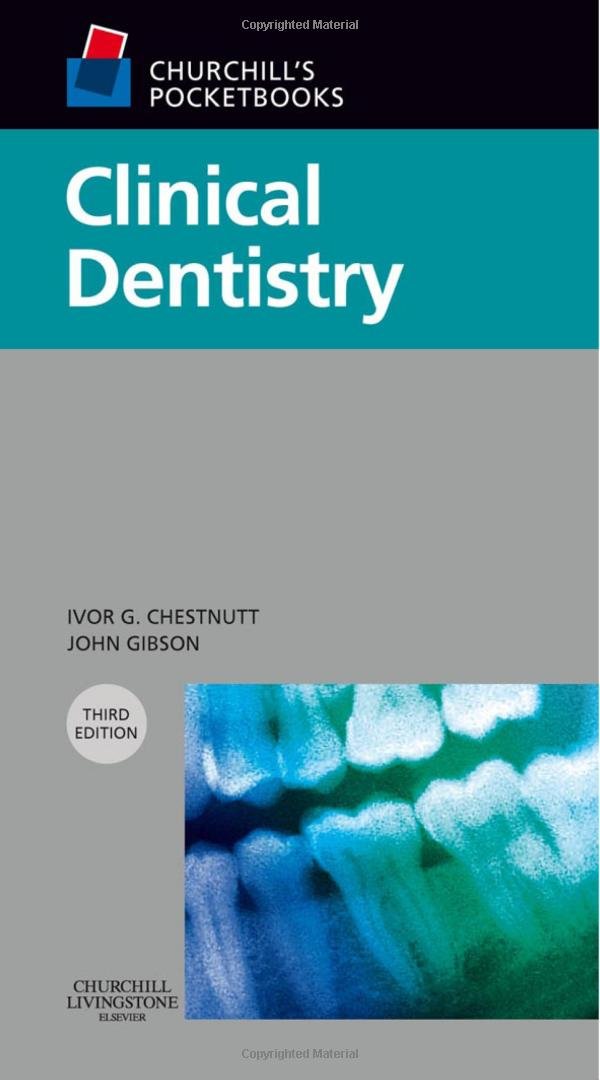 Copyrighted Material
CHURCHILL'S
POCKETBOOKS
Clinical
Dentistry
IVOR G. CHESTNUTT
JOHN GIBSON
THIRD
EDITION
CHURCHILL
LIVINGSTONE
ELSEVIER
Copyrighted Material